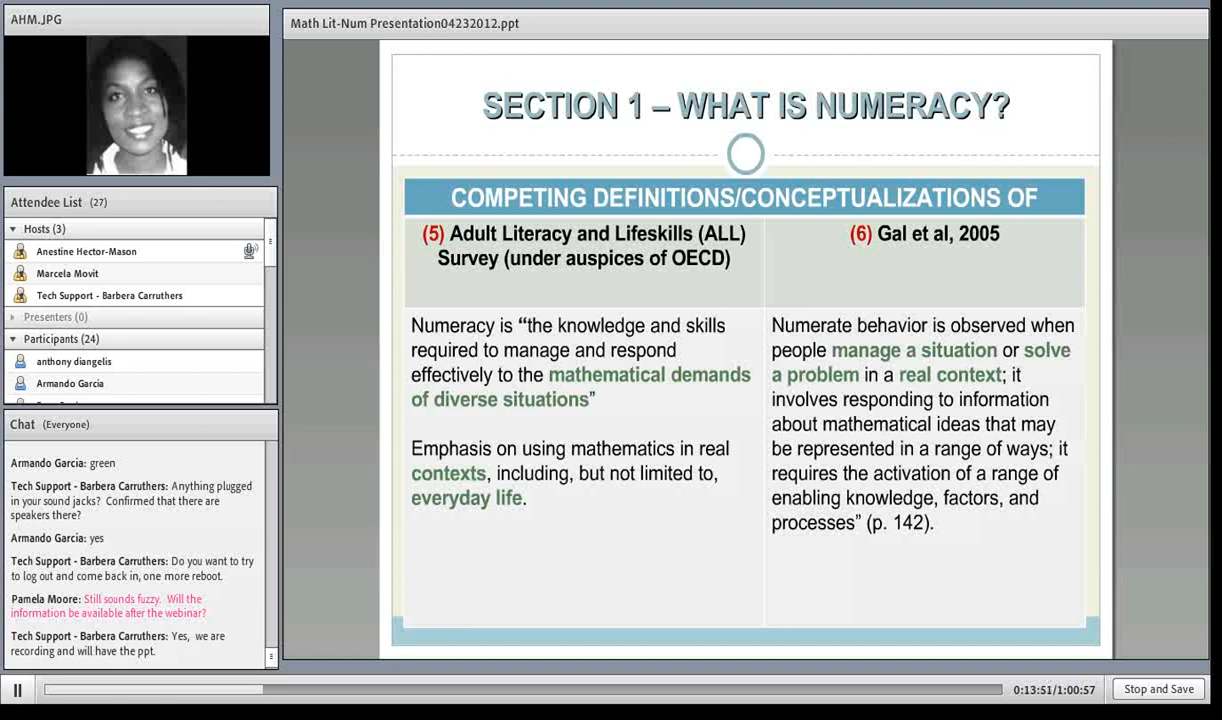 AHM.JPG
Attendee List (27)
Hosts (3)
Anestine Hector-Mason
Marcela Movit
Tech Support - Barbera Carruthers
Presenters (0)
Participants (24)
anthony diangelis
Armando Garcia
Chat (Everyone)
Armando Garcia: green
Tech Support - Barbera Carruthers: Anything plugged
in your sound jacks? Confirmed that there are
speakers there?
Armando Garcia: yes
Tech Support - Barbera Carruthers: Do you want to try
to log out and come back in, one more reboot.
Pamela Moore: Still sounds fuzzy. Will the
information be available after the webinar?
Tech Support - Barbera Carruthers: Yes, we are
recording and will have the ppt.
Math Lit-Num Presentation04232012.ppt
SECTION 1 – WHAT IS NUMERACY?
COMPETING DEFINITIONS/CONCEPTUALIZATIONS OF
(5) Adult Literacy and Lifeskills (ALL)
Survey (under auspices of OECD)
Numeracy is “the knowledge and skills
required to manage and respond
effectively to the mathematical demands
of diverse situations”
Emphasis on using mathematics in real
contexts, including, but not limited to,
everyday life.
(6) Gal et al, 2005
Numerate behavior is observed when
people manage a situation or solve
a problem in a real context; it
involves responding to information
about mathematical ideas that may
be represented in a range of ways; it
requires the activation of a range of
enabling knowledge, factors, and
processes” (p. 142).
0:13:51/1:00:57
Stop and Save